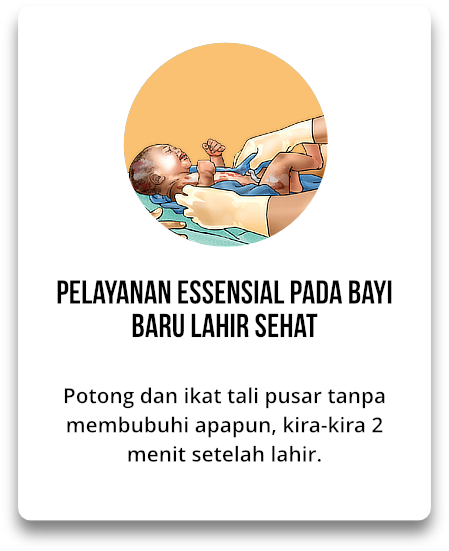 PELAYANAN ESSENSIAL PADA BAYI
BARU LAHIR SEHAT
Potong dan ikat tali pusar tanpa
membubuhi apapun, kira-kira 2
menit setelah lahir.